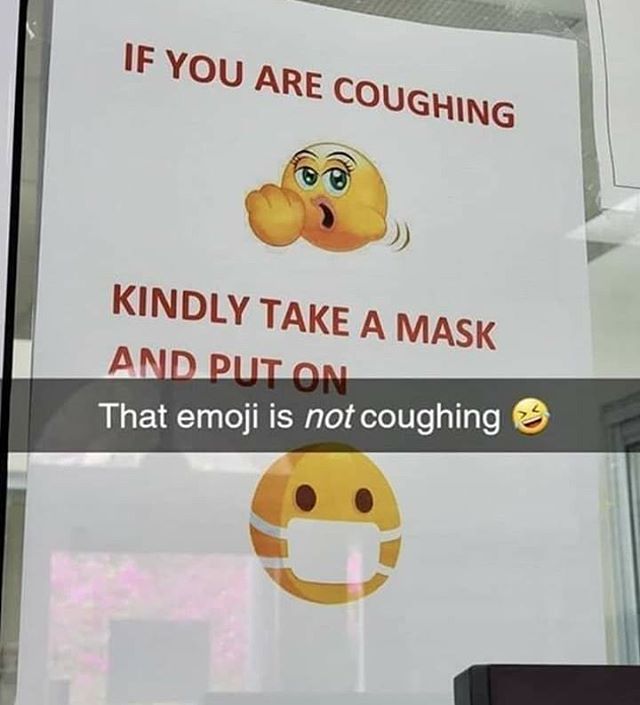 IF YOU ARE COUGHING
KINDLY TAKE A MASK
AND PUT ON
That emoji is not coughing 🤣